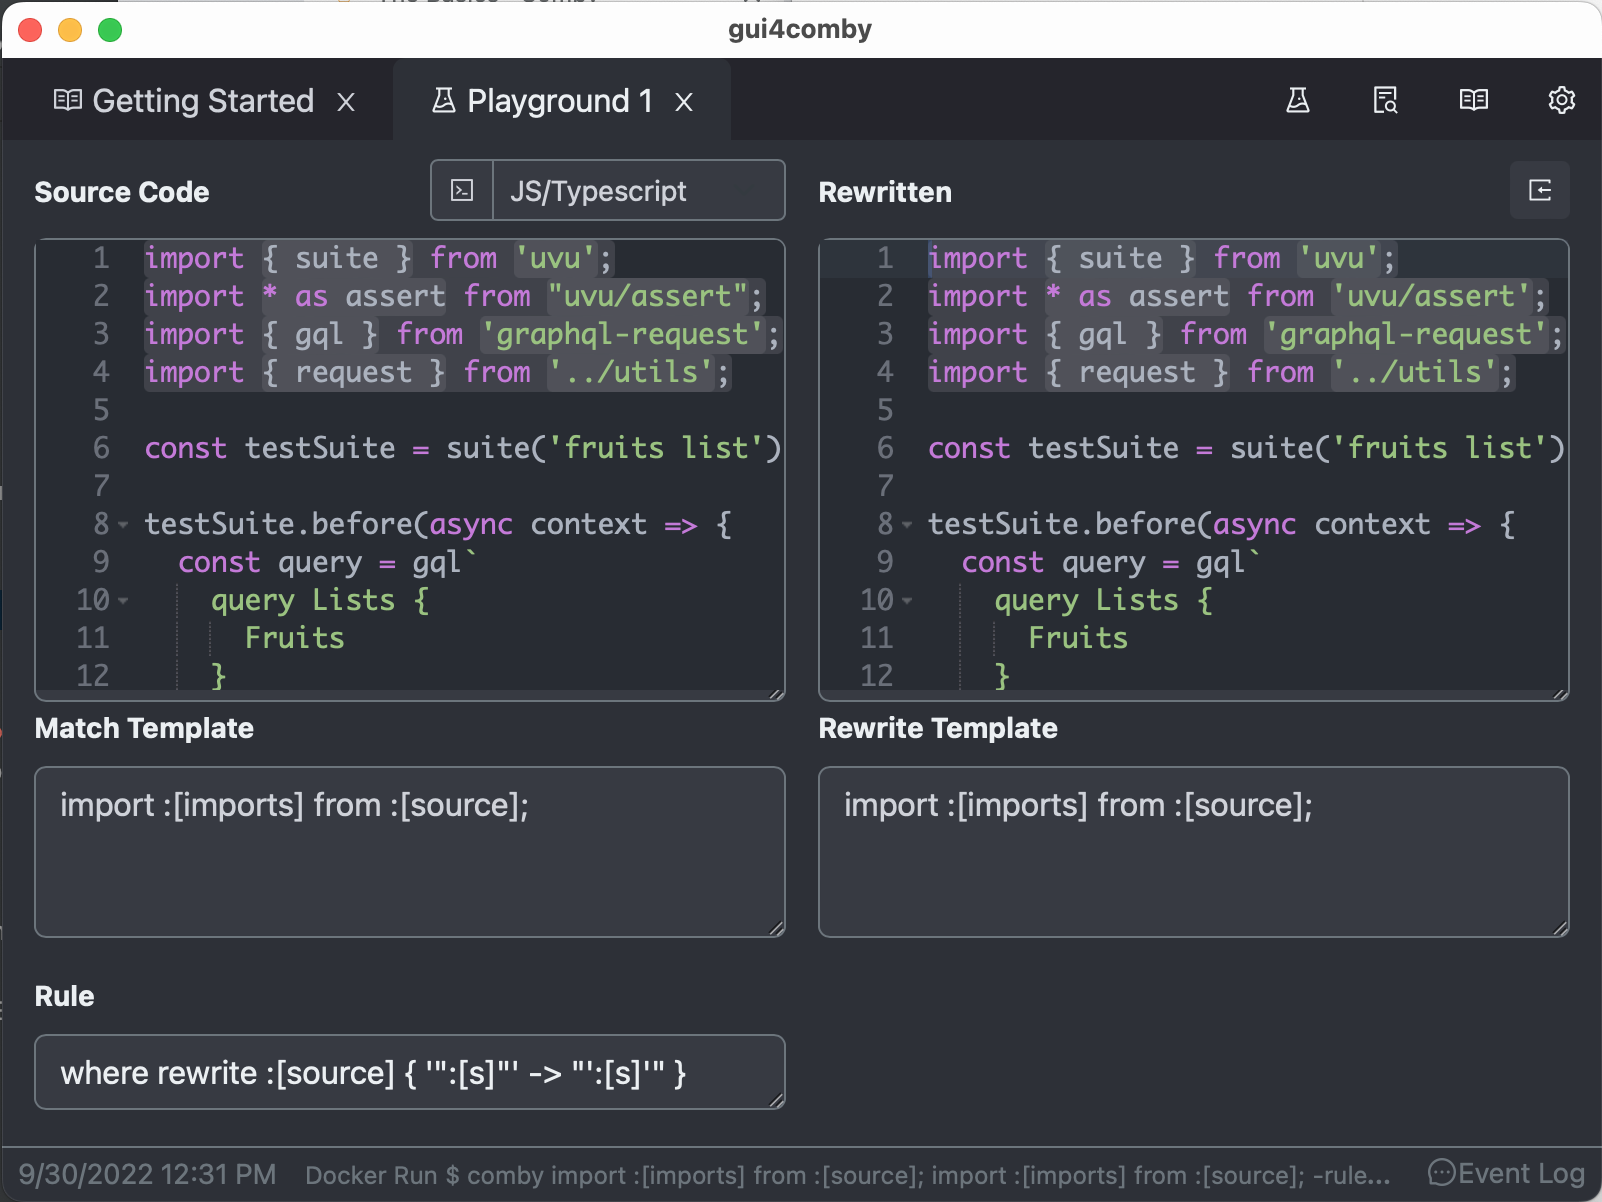 gui4comby
Getting Started X
Playground 1 X
Source Code
JS/Typescript
1 import { suite } from 'uvu';
2 import * as assert from "uvu/assert";
3 import { gql } from 'graphql-request';
4 import { request } from '../utils';
5
6 const testSuite = suite('fruits list')
7
8 testSuite.before(async context => {
9 const query = gql`
10 query Lists {
11 Fruits
12 }
Rewritten
1 import { suite } from 'uvu';
2 import * as assert from 'uvu/assert';
3 import { gql } from 'graphql-request';
4 import { request } from '../utils';
5
6 const testSuite = suite('fruits list')
7
8 testSuite.before(async context => {
9 const query = gql`
10 query Lists {
11 Fruits
12 }
Match Template
import :[imports] from :[source];
Rewrite Template
import :[imports] from :[source];
Rule
where rewrite :[source] { '":[s]"' -> "':[s]'" }
9/30/2022 12:31 PM Docker Run $ comby import :[imports] from :[source]; import :[imports] from :[source]; -rule... Event Log